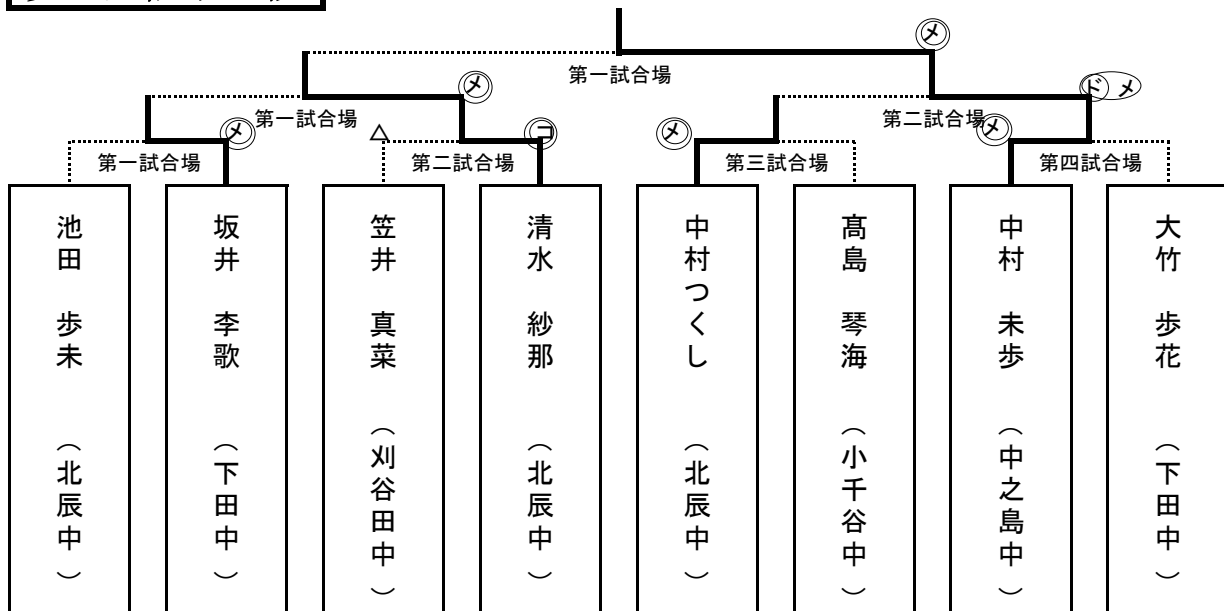 メ
第一試合場
メ
ド メ
第一試合場
第二試合場
メ
△
コ
メ
メ
第一試合場
第二試合場
第三試合場
第四試合場
池田 歩未 (北辰中)
坂井 李歌 (下田中)
笠井 真菜 (刈谷田中)
清水 紗那 (北辰中)
中村つくし (北辰中)
髙島 琴海 (小千谷中)
中村 未歩 (中之島中)
大竹 歩花 (下田中)